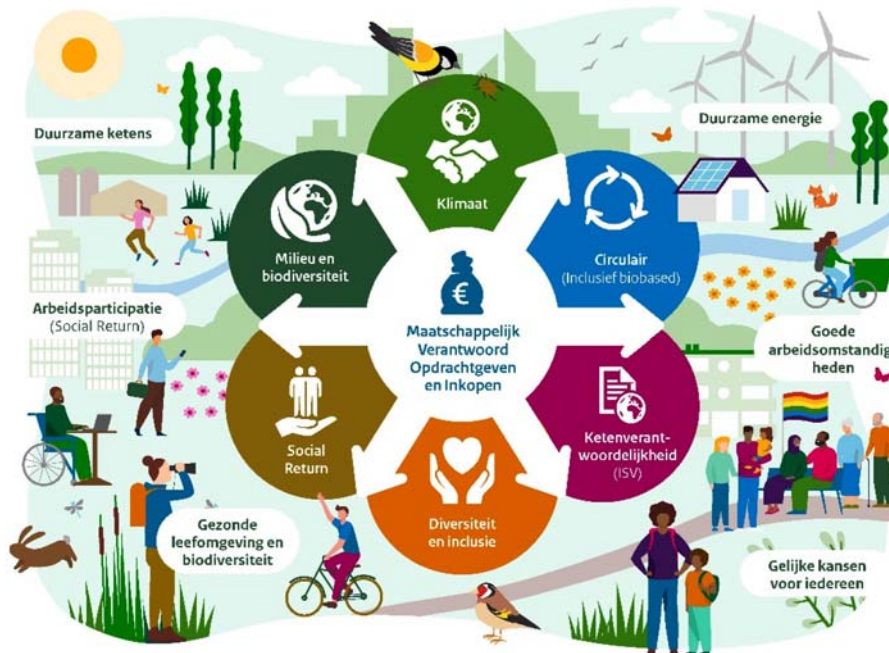 Duurzame ketens
Duurzame energie
Klimaat
Milieu en
biodiversiteit
Circulair
(Inclusief biobased)
Arbeidsparticipatie
(Social Return)
€
Maatschappelijk
Verantwoord
Opdrachtgeven
en Inkopen
Goede
arbeidsomstandig
heden
Social
Return
Ketenverant-
woordelijkheid
(ISV)
Diversiteit
en inclusie
Gezonde
leefomgeving en
biodiversiteit
Gelijke kansen
voor iedereen